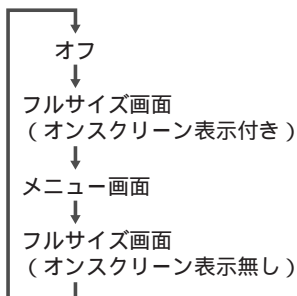 オフ
フルサイズ画面
（オンスクリーン表示付き）
メニュー画面
フルサイズ画面
（オンスクリーン表示無し）